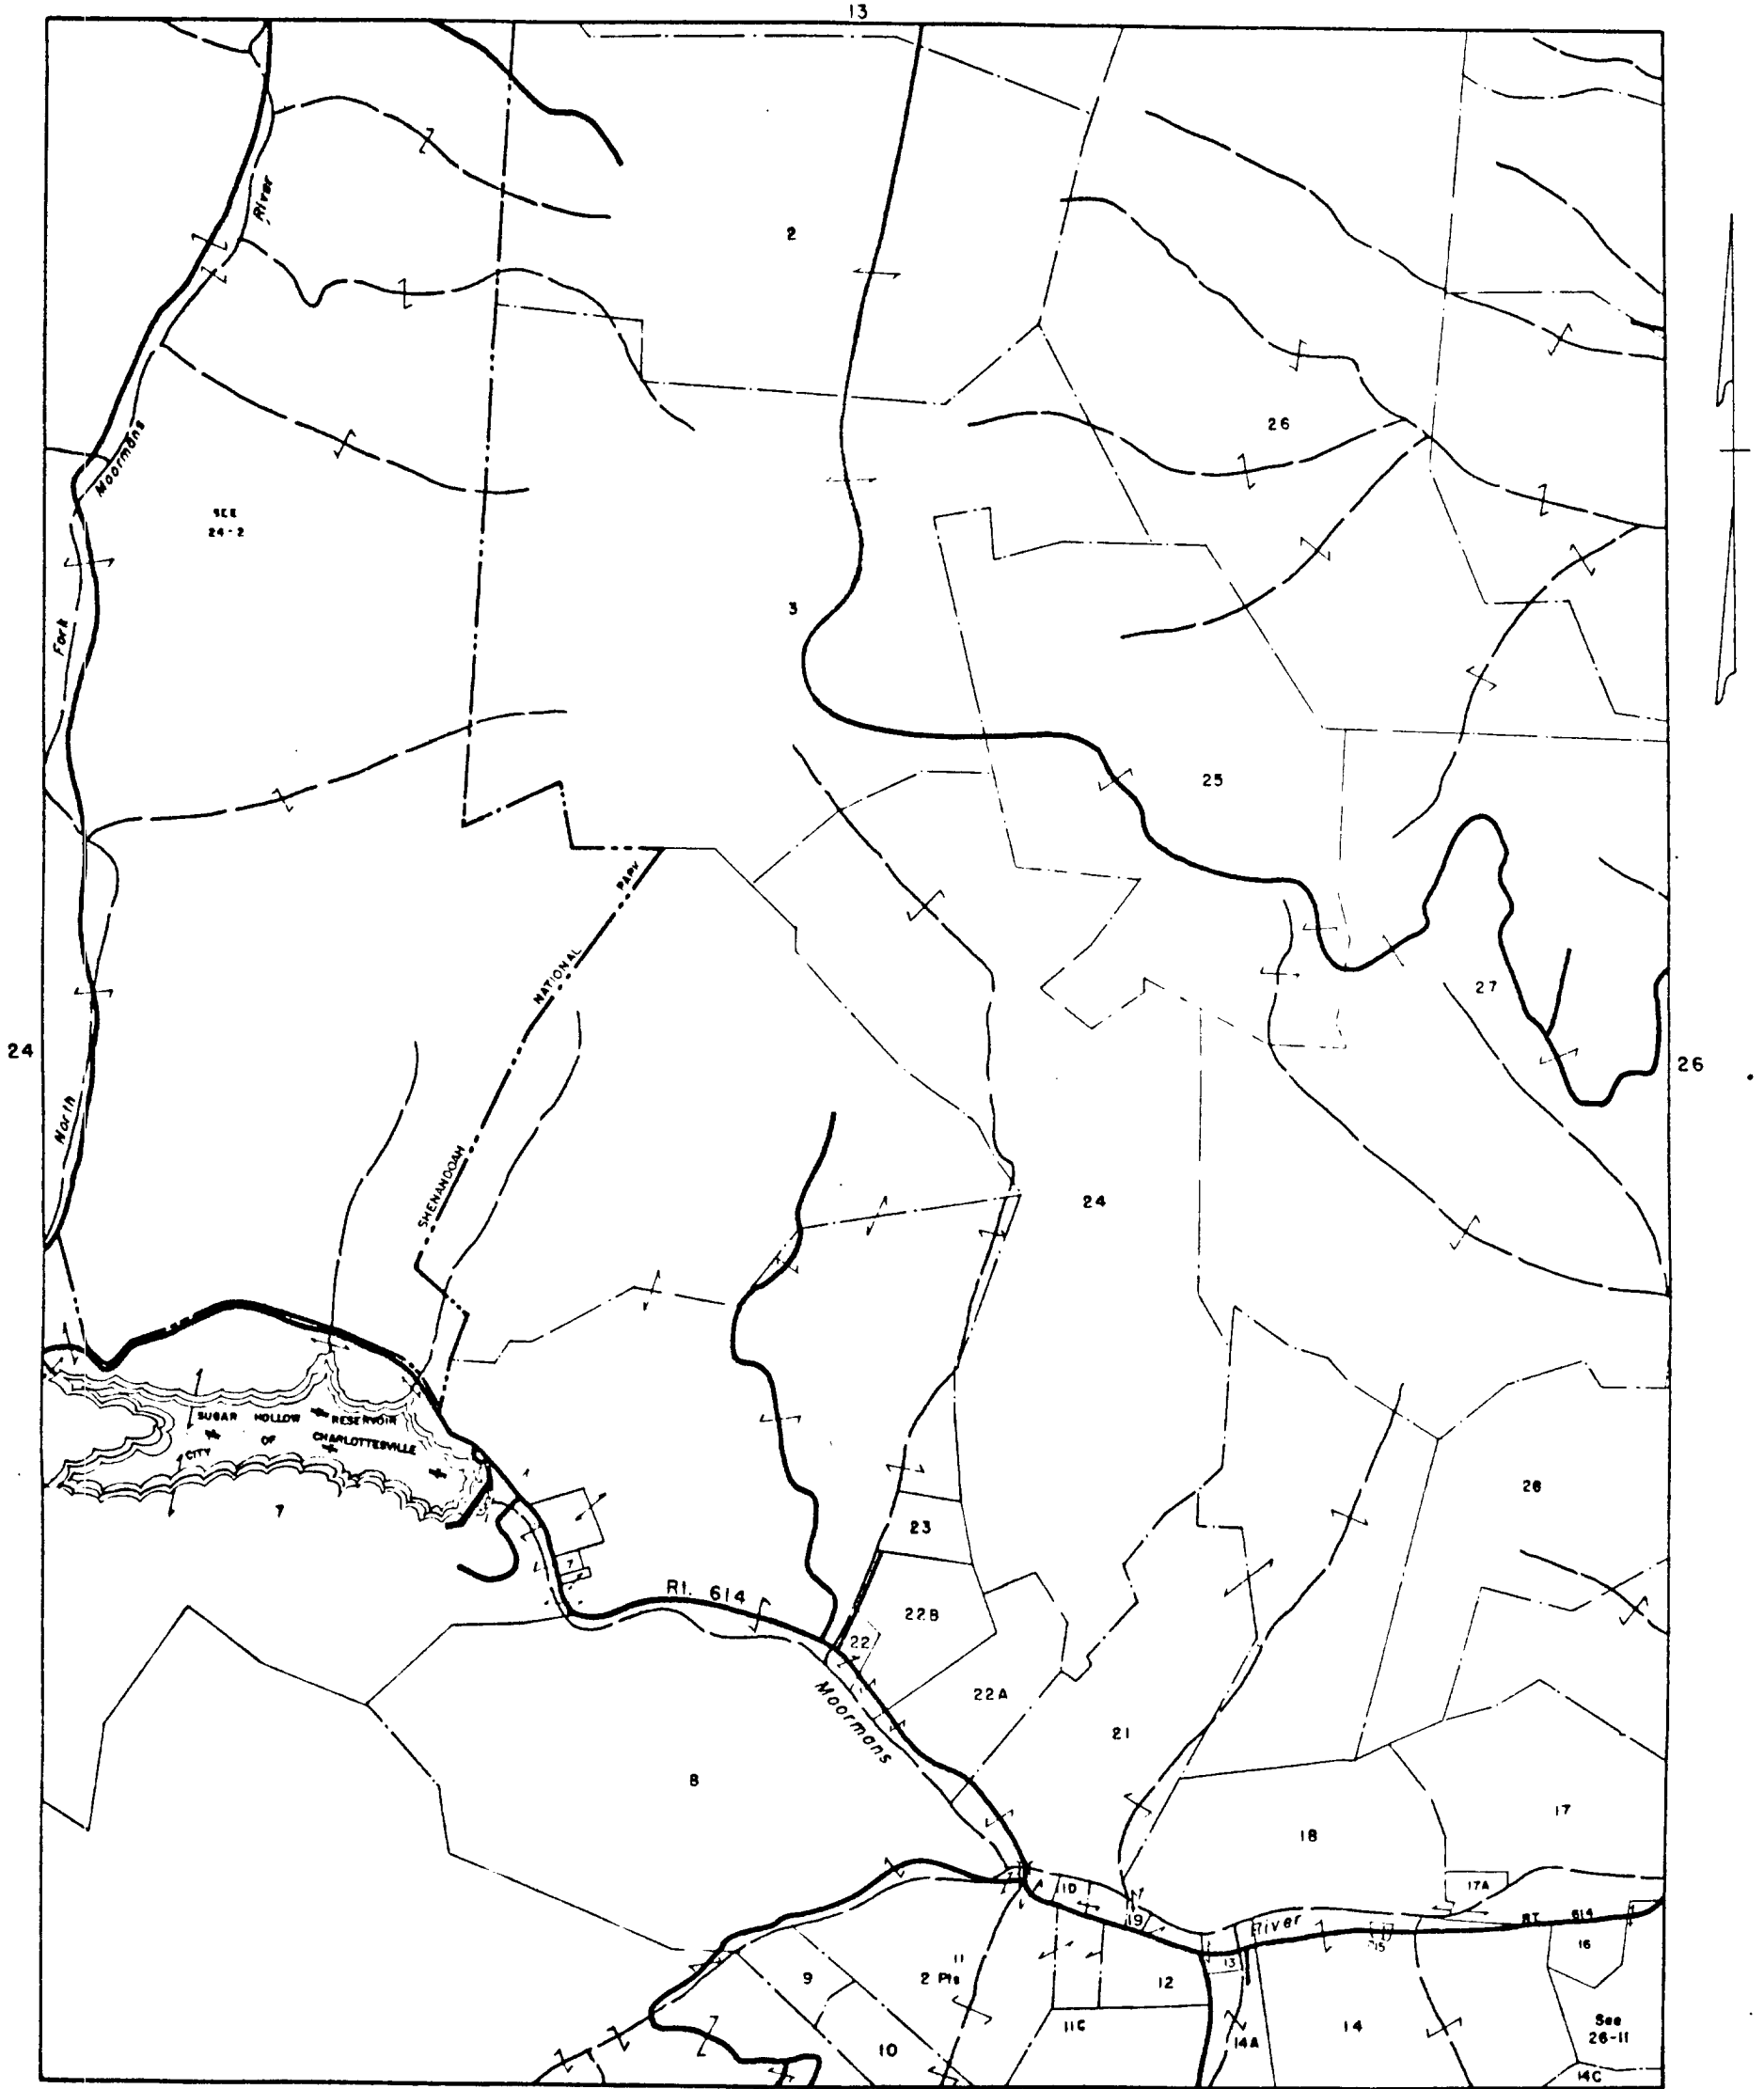 13
River
2
Moormans
26
SEE
24-2
3
Fork
25
PARK
NATIONAL
27
24
26
North
SHENANDOAH
24
SUGAR HOLLOW RESERVOIR
CITY OF CHARLOTTESVILLE
7
28
23
7
Rt. 614
22B
22
22A
Moormans
21
8
17
18
17A
1D
19
River
RT. 614
15
16
13
11
2 Pts
9
12
11C
14
See
26-11
10
14A
14C